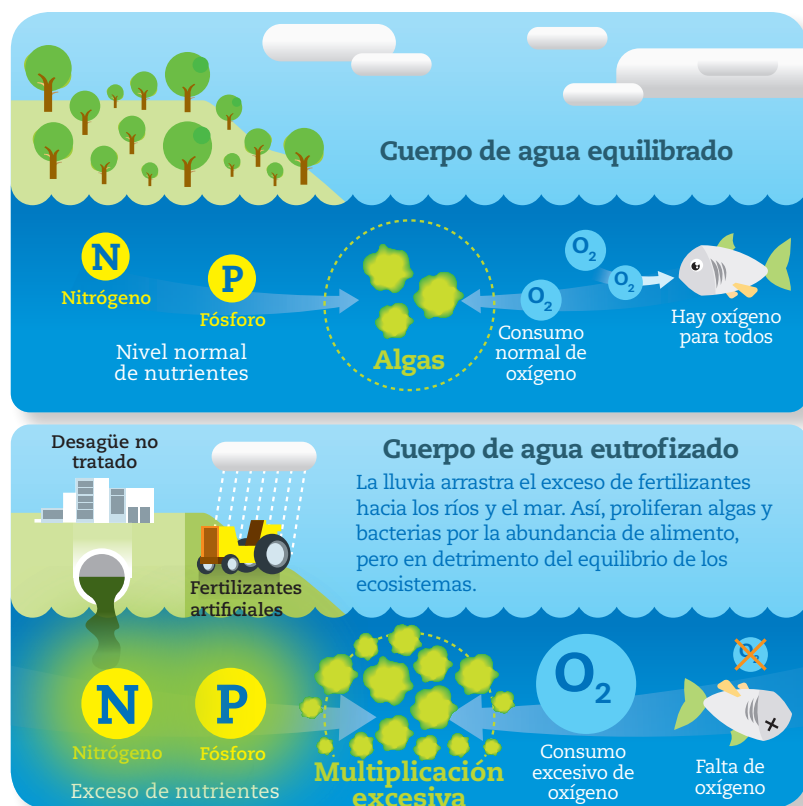 Cuerpo de agua equilibrado
N
Nitrógeno
P
Fósforo
Nivel normal
de nutrientes
Algas
O2
O2
O2
Consumo
normal de
oxígeno
Hay oxígeno
para todos
Desagüe no
tratado
Fertilizantes
artificiales
Cuerpo de agua eutrofizado
La lluvia arrastra el exceso de fertilizantes
hacia los ríos y el mar. Así, proliferan algas y
bacterias por la abundancia de alimento,
pero en detrimento del equilibrio de los
ecosistemas.
N
Nitrógeno
P
Fósforo
Exceso de nutrientes
Multiplicación
excesiva
O2
Consumo
excesivo de
oxígeno
O2
Falta de
oxígeno